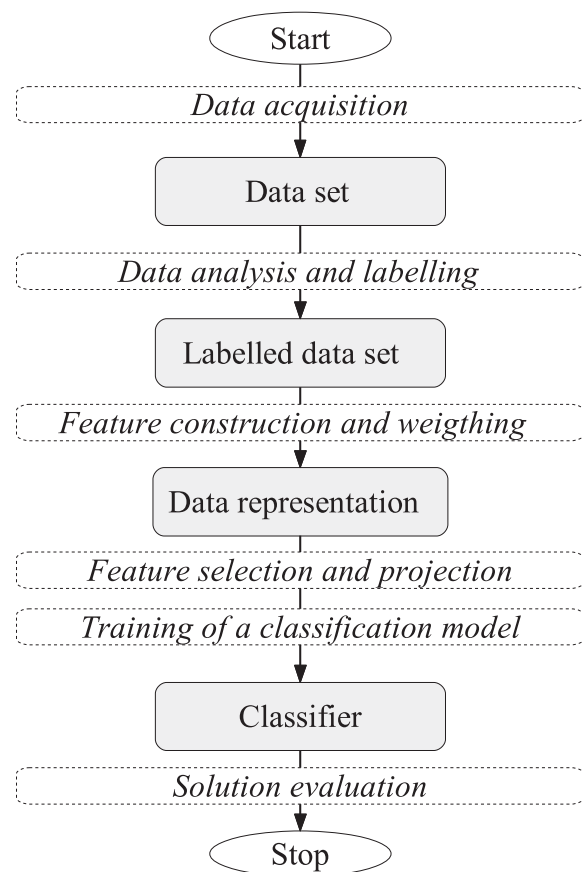 Start
Data acquisition
Data set
Data analysis and labelling
Labelled data set
Feature construction and weigthing
Data representation
Feature selection and projection
Training of a classification model
Classifier
Solution evaluation
Stop